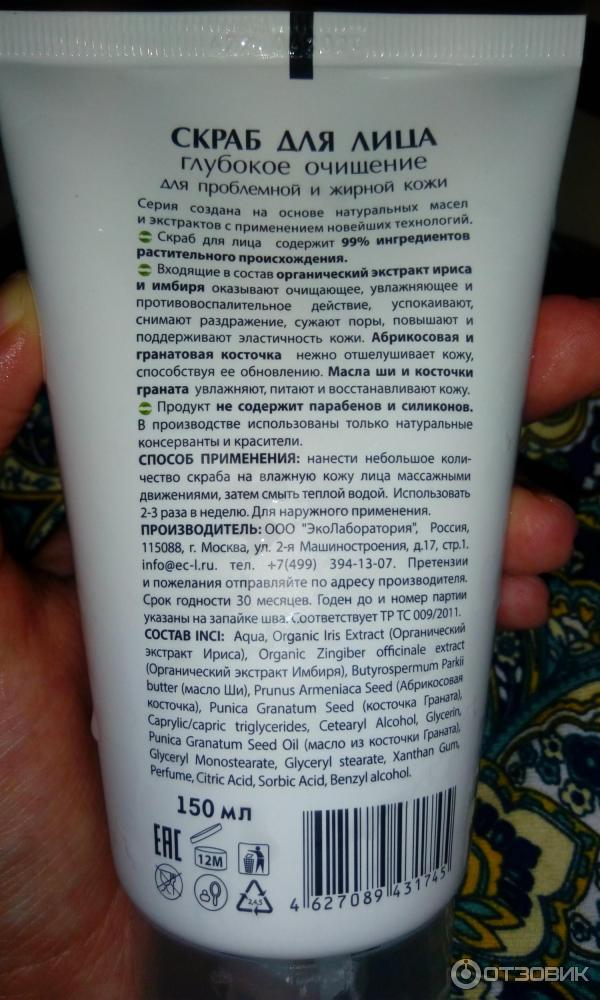 СКРАБ ДЛЯ ЛИЦА
глубокое очищение
для проблемной и жирной кожи
Серия создана на основе натуральных масел
и экстрактов с применением новейших технологий.
Скраб для лица содержит 99% ингредиентов
растительного происхождения.
Входящие в состав органический экстракт ириса
и имбиря оказывают очищающее, увлажняющее и
противовоспалительное действие, успокаивают,
снимают раздражение, сужают поры, повышают и
поддерживают эластичность кожи. Абрикосовая и
гранатовая косточка нежно отшелушивает кожу,
способствуя ее обновлению. Масла ши и косточки
граната увлажняют, питают и восстанавливают кожу.
Продукт не содержит парабенов и силиконов.
В производстве использованы только натуральные
консерванты и красители.
СПОСОБ ПРИМЕНЕНИЯ: нанести небольшое коли-
чество скраба на влажную кожу лица массажными
движениями, затем смыть теплой водой. Использовать
2-3 раза в неделю. Для наружного применения.
ПРОИЗВОДИТЕЛЬ: ООО "ЭкоЛаборатория", Россия,
115088, г. Москва, ул. 2-я Машиностроения, д.17, стр.1.
info@ec-l.ru, тел. +7(499) 394-13-07. Претензии
и пожелания отправляйте по адресу производителя.
Срок годности 30 месяцев. Годен до и номер партии
указаны на запайке шва. Соответствует ТР ТС 009/2011.
СОСТАВ INCI: Aqua, Organic Iris Extract (Органический
экстракт Ириса), Organic Zingiber officinale extract
(Органический экстракт Имбиря), Butyrospermum Parkii
butter (масло Ши), Prunus Armeniaca Seed (Абрикосовая
косточка), Punica Granatum Seed (косточка Граната),
Caprylic/capric triglycerides, Cetearyl Alcohol, Glycerin,
Punica Granatum Seed Oil (масло из косточки Граната),
Glyceryl Monostearate, Glyceryl stearate, Xanthan Gum,
Perfume, Citric Acid, Sorbic Acid, Benzyl alcohol.
150 мл
EAC
12M
2,4,5
4 627089 431745
ОТЗОВИК